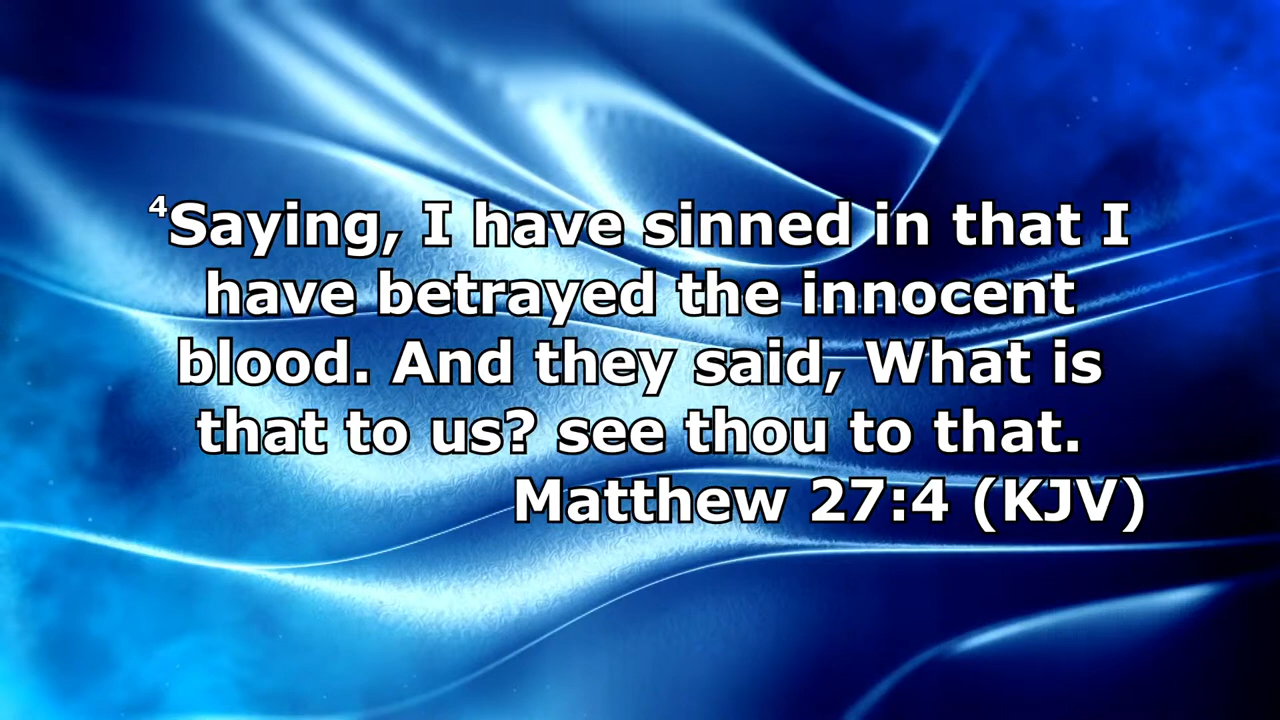 ⁴Saying, I have sinned in that I
have betrayed the innocent
blood. And they said, What is
that to us? see thou to that.
Matthew 27:4 (KJV)